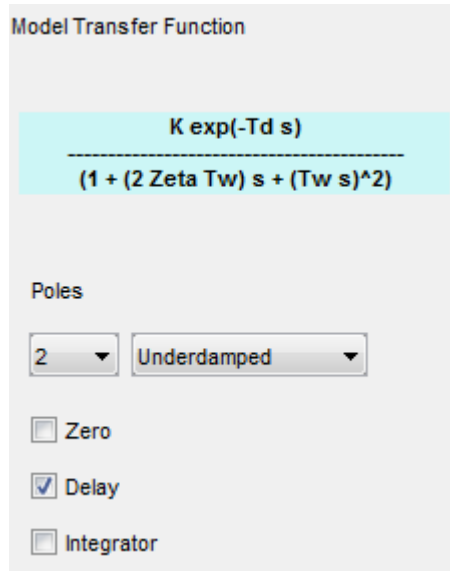 Model Transfer Function
K exp(-Td s)
------------------------------------------
(1 + (2 Zeta Tw) s + (Tw s)^2)
Poles
2 Underdamped
Zero
Delay
Integrator